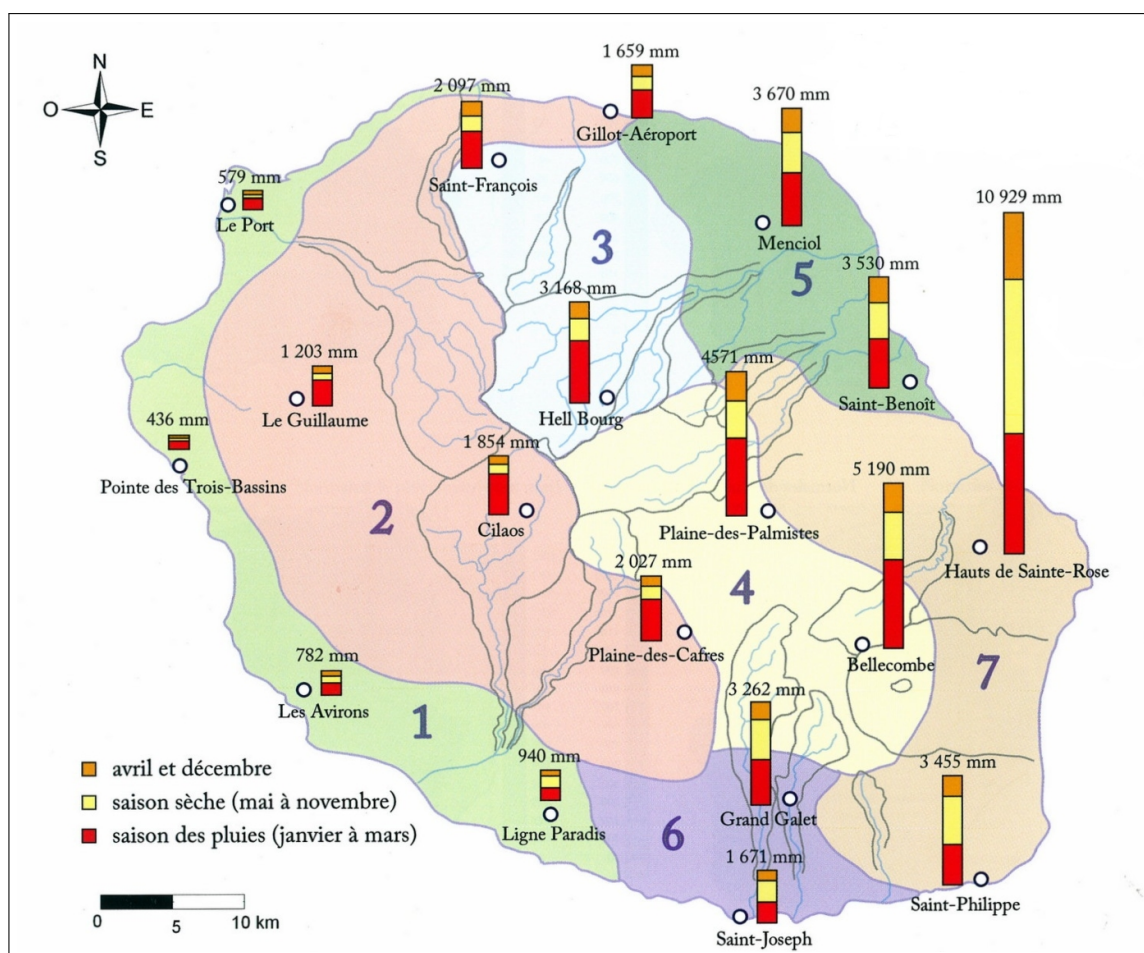 N
O
E
S
1 659 mm
Gillot-Aéroport
2 097 mm
Saint-François
3 670 mm
Menciol
579 mm
Le Port
10 929 mm
Hauts de Sainte-Rose
3
5
3 530 mm
Saint-Benoît
3 168 mm
Hell Bourg
1 203 mm
Le Guillaume
4571 mm
Plaine-des-Palmistes
436 mm
Pointe des Trois-Bassins
1 854 mm
Cilaos
5 190 mm
Bellecombe
2
2 027 mm
Plaine-des-Cafres
4
7
782 mm
Les Avirons
1
3 262 mm
Grand Galet
940 mm
Ligne Paradis
3 455 mm
Saint-Philippe
6
1 671 mm
Saint-Joseph
avril et décembre
saison sèche (mai à novembre)
saison des pluies (janvier à mars)
0
5
10 km